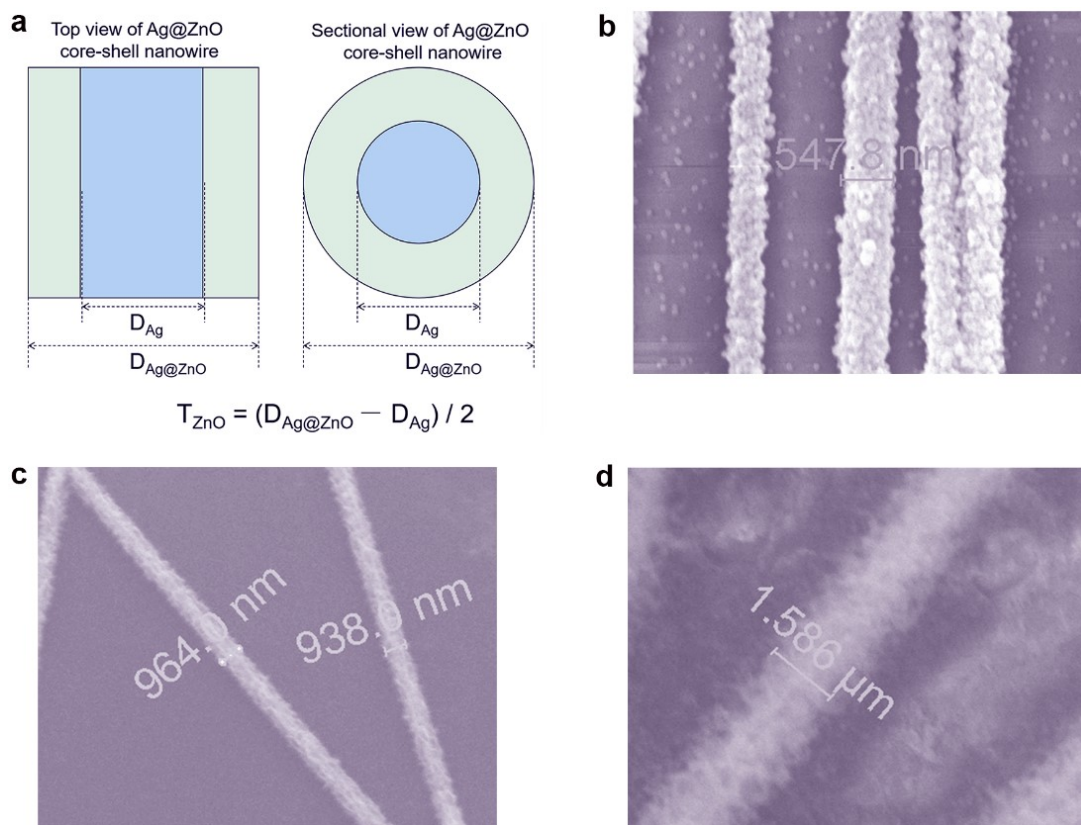 a
Top view of Ag@ZnO
core-shell nanowire
D_Ag
D_Ag@ZnO
Sectional view of Ag@ZnO
core-shell nanowire
D_Ag
D_Ag@ZnO
T_ZnO = (D_Ag@ZnO — D_Ag) / 2
b
547.8 nm
c
964.0 nm
938.0 nm
d
1.586 µm